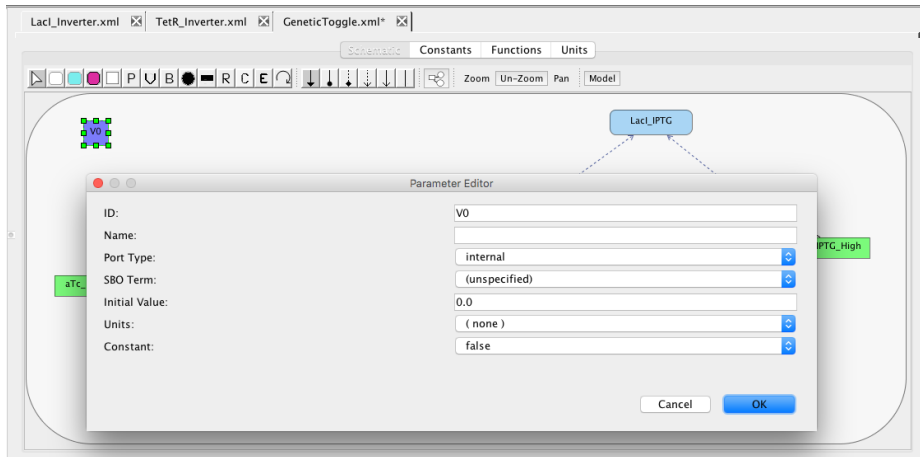 LacI_Inverter.xml TetR_Inverter.xml GeneticToggle.xml*
Schematic Constants Functions Units
P V B R C E Zoom Un-Zoom Pan Model
V0
LacI_IPTG
Parameter Editor
ID: V0
Name:
Port Type: internal
SBO Term: (unspecified)
Initial Value: 0.0
Units: ( none )
Constant: false
IPTG_High
aTc_
Cancel OK